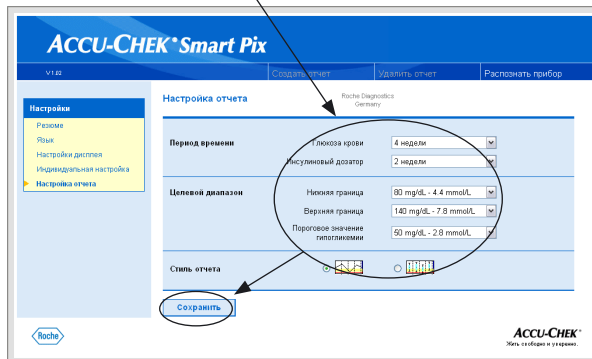 ACCU-CHEK® Smart Pix
V 1.02
Создать отчет
Удалить отчет
Распознать прибор
Настройки
Резюме
Язык
Настройки дисплея
Индивидуальная настройка
Настройка отчета
Настройка отчета
Roche Diagnostics
Germany
Период времени
Глюкоза крови
4 недели
Инсулиновый дозатор
2 недели
Целевой диапазон
Нижняя граница
80 mg/dL - 4.4 mmol/L
Верхняя граница
140 mg/dL - 7.8 mmol/L
Пороговое значение
гипогликемии
50 mg/dL - 2.8 mmol/L
Стиль отчета
Сохранить
Roche
ACCU-CHEK®
Жить свободно и уверенно.